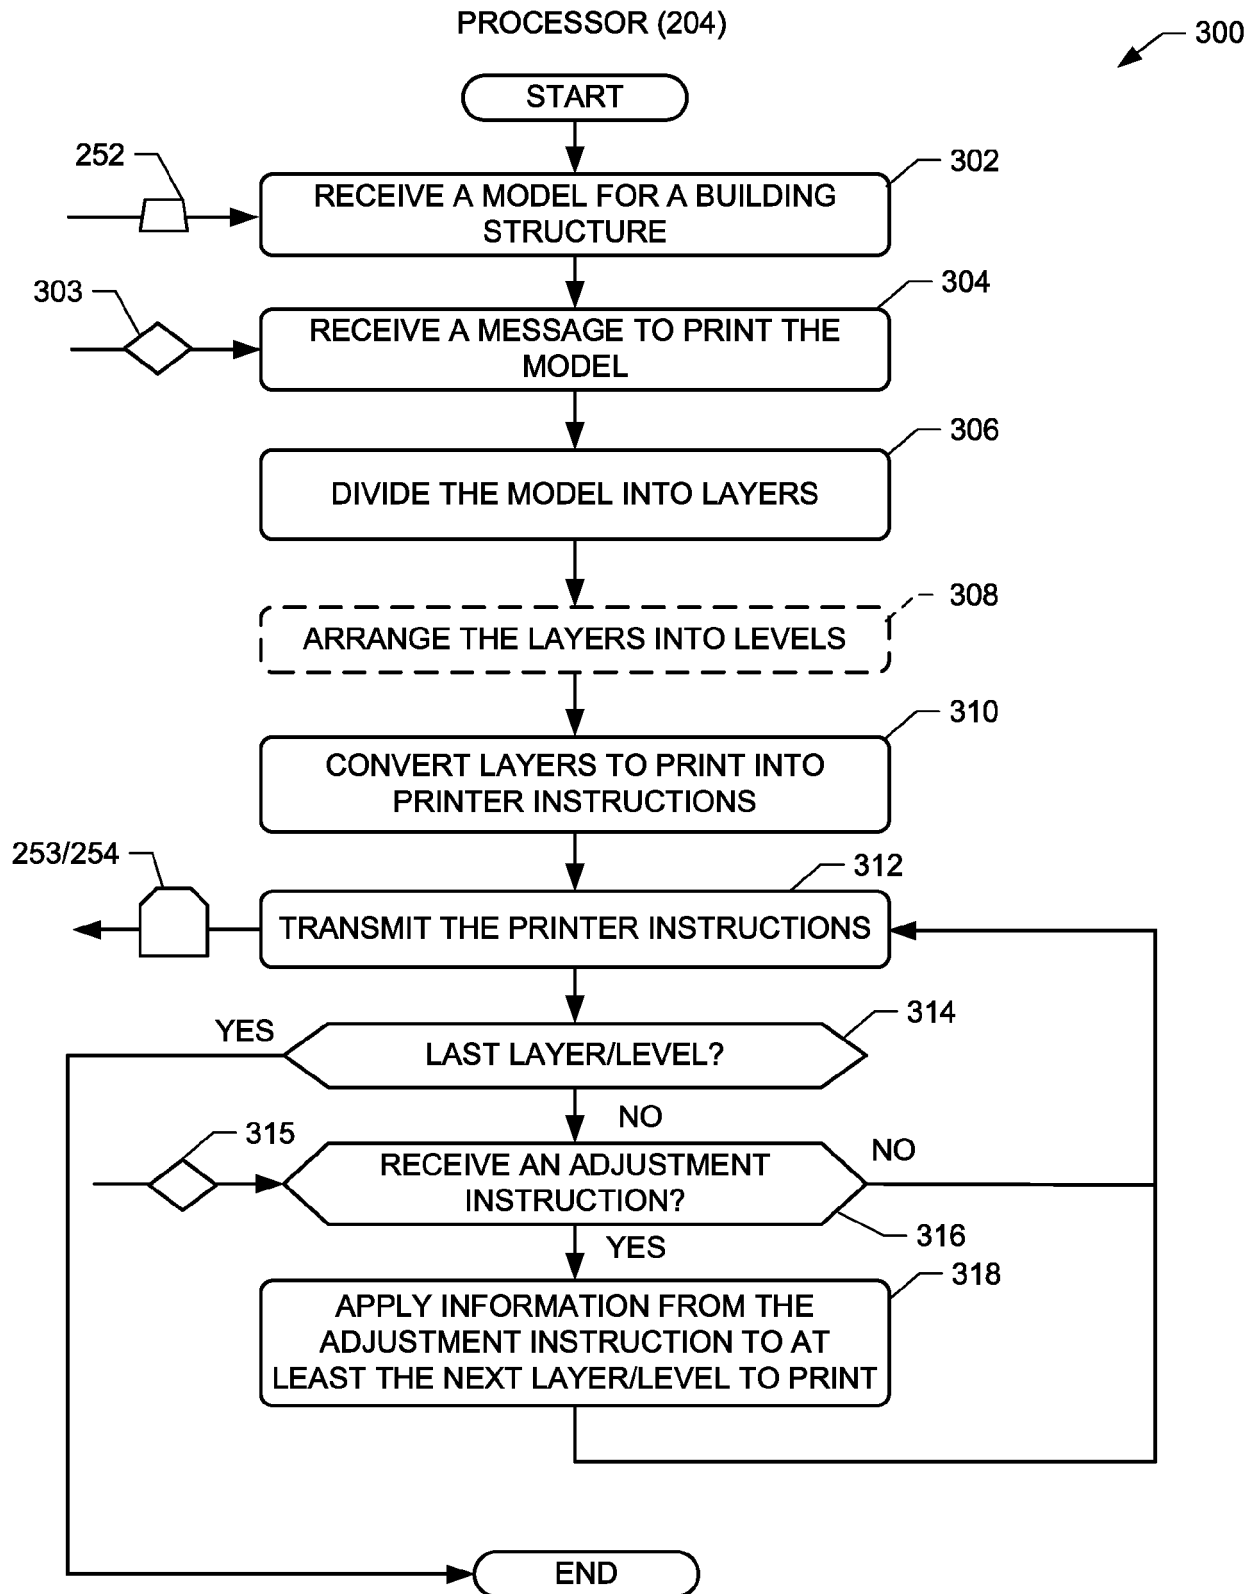 PROCESSOR (204)
300
START
252
302
RECEIVE A MODEL FOR A BUILDING
STRUCTURE
303
304
RECEIVE A MESSAGE TO PRINT THE
MODEL
306
DIVIDE THE MODEL INTO LAYERS
308
ARRANGE THE LAYERS INTO LEVELS
310
CONVERT LAYERS TO PRINT INTO
PRINTER INSTRUCTIONS
253/254
312
TRANSMIT THE PRINTER INSTRUCTIONS
314
YES
LAST LAYER/LEVEL?
NO
315
RECEIVE AN ADJUSTMENT
INSTRUCTION?
NO
316
YES
318
APPLY INFORMATION FROM THE
ADJUSTMENT INSTRUCTION TO AT
LEAST THE NEXT LAYER/LEVEL TO PRINT
END